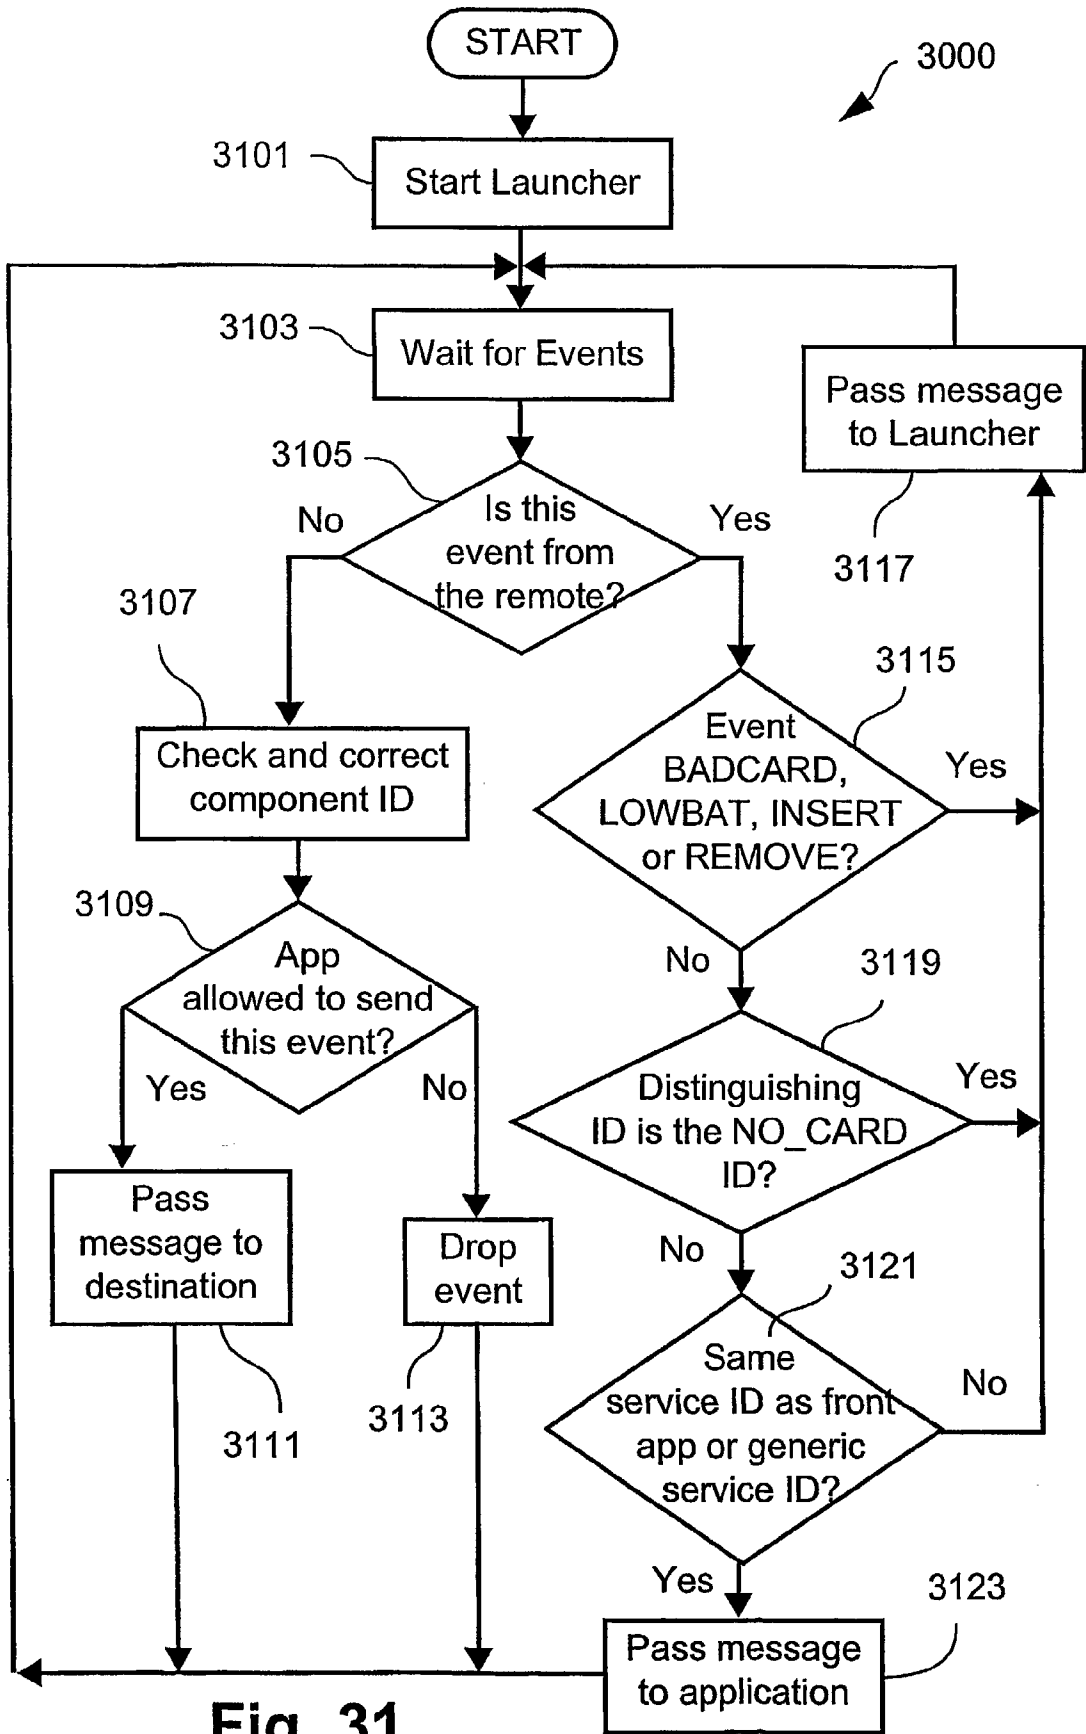 START
3000
3101
Start Launcher
3103
Wait for Events
Pass message
to Launcher
3105
No
Is this
event from
the remote?
Yes
3117
3107
3115
Check and correct
component ID
Event
BADCARD,
LOWBAT, INSERT
or REMOVE?
Yes
3109
App
allowed to send
this event?
No
3119
Yes
No
Distinguishing
ID is the NO_CARD
ID?
Yes
Pass
message to
destination
Drop
event
No
3121
3111
3113
Same
service ID as front
app or generic
service ID?
No
Yes
3123
Pass message
to application
Fig. 31